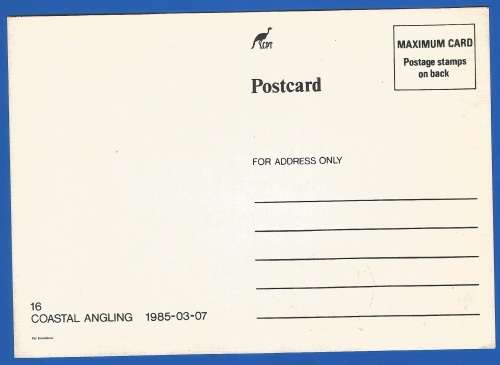 MAXIMUM CARD
Postage stamps
on back
Postcard
FOR ADDRESS ONLY
16
COASTAL ANGLING 1985-03-07